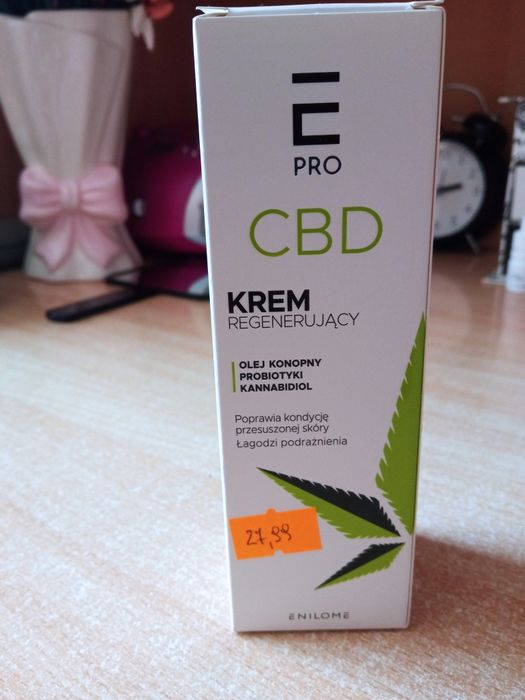 E
PRO
CBD
KREM
REGENERUJĄCY
OLEJ KONOPNY
PROBIOTYKI
KANNABIDIOL
Poprawia kondycję
przesuszonej skóry
Łagodzi podrażnienia
27,99
ENILOME